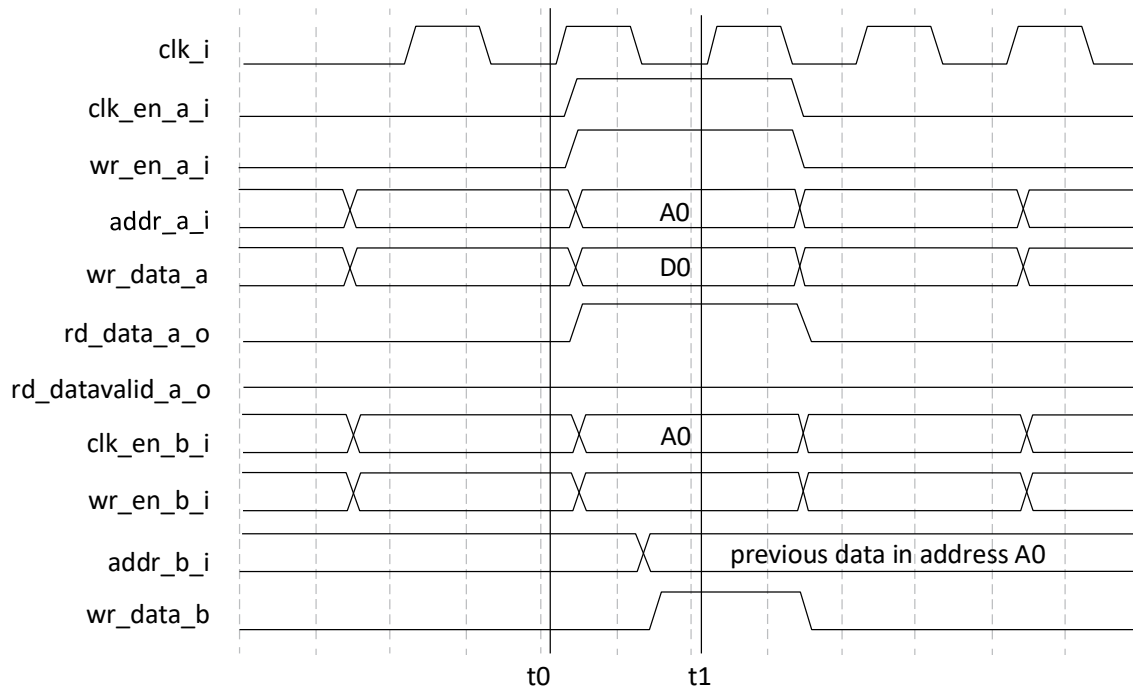 clk_i
clk_en_a_i
wr_en_a_i
addr_a_i
A0
wr_data_a
D0
rd_data_a_o
rd_datavalid_a_o
clk_en_b_i
A0
wr_en_b_i
addr_b_i
previous data in address A0
wr_data_b
t0
t1